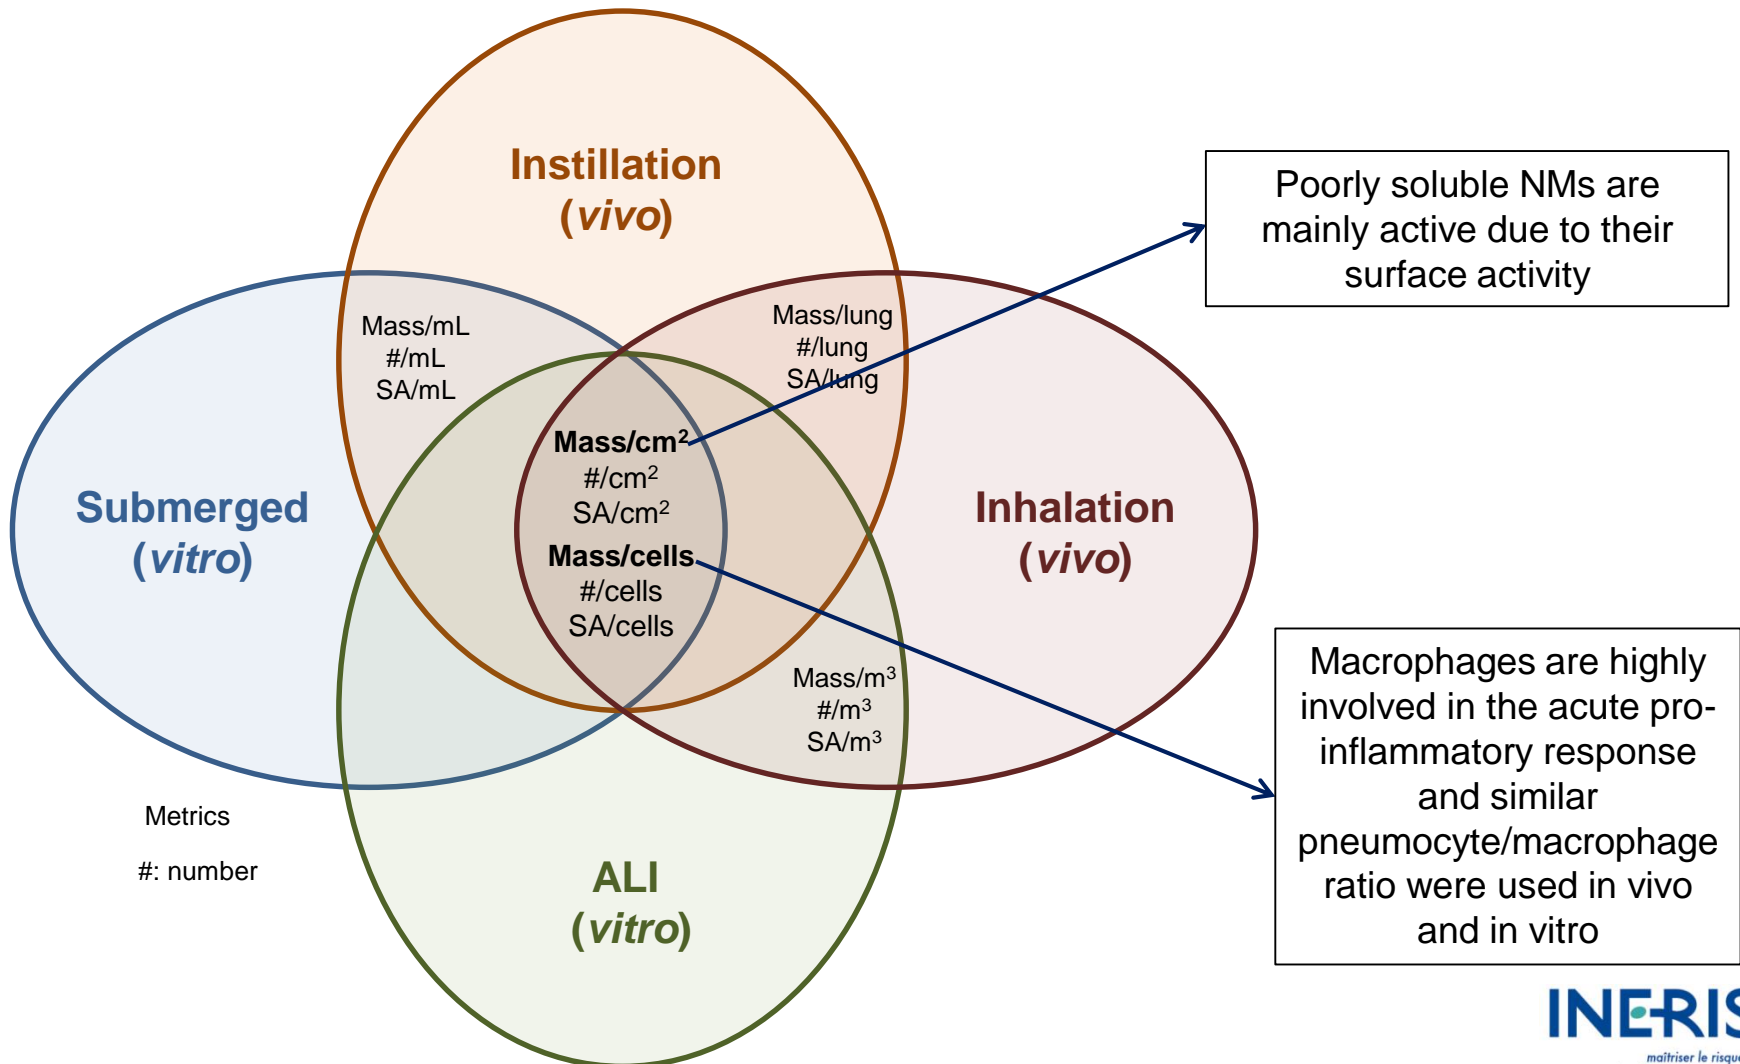 Instillation
(vivo)
Poorly soluble NMs are
mainly active due to their
surface activity
Mass/mL
#/mL
SA/mL
Mass/lung
#/lung
SA/lung
Submerged
(vitro)
Mass/cm²
#/cm²
SA/cm²
Mass/cells
#/cells
SA/cells
Inhalation
(vivo)
Mass/m³
#/m³
SA/m³
Macrophages are highly
involved in the acute pro-
inflammatory response
and similar
pneumocyte/macrophage
ratio were used in vivo
and in vitro
Metrics
#: number
ALI
(vitro)
INERIS
maîtriser le risque